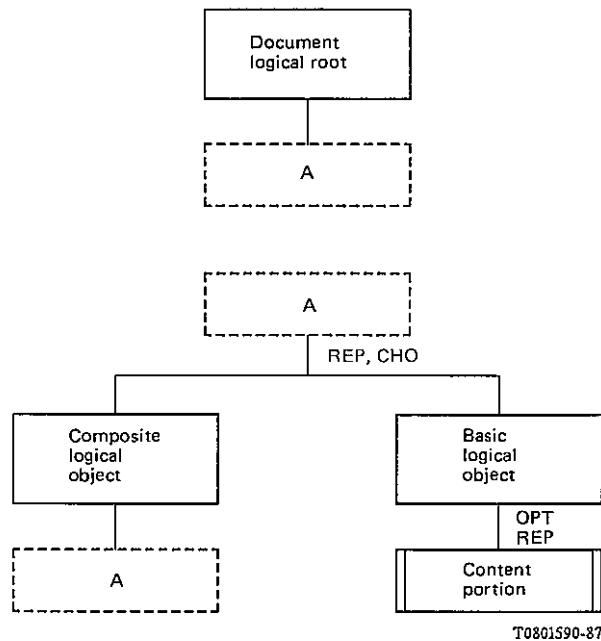 Document
logical root
A
A
REP, CHO
Composite
logical
object
Basic
logical
object
OPT
REP
A
Content
portion
T0801590-87